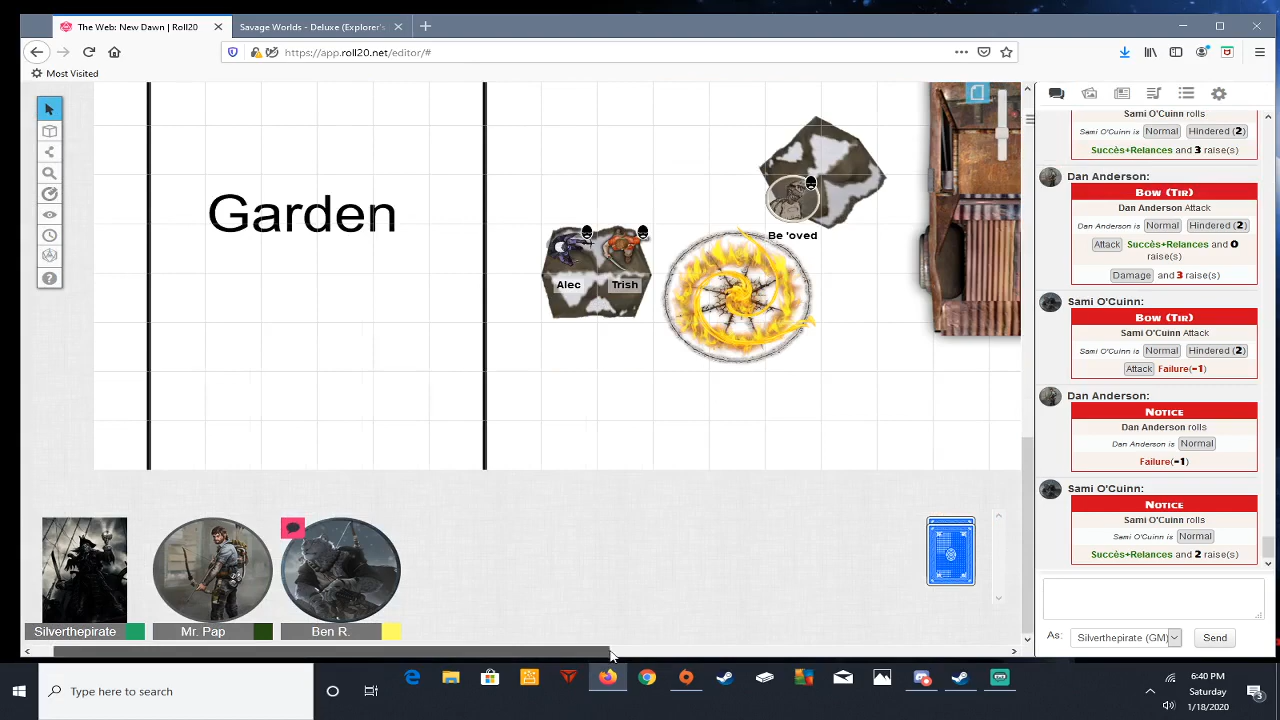 The Web: New Dawn | Roll20
Savage Worlds - Deluxe (Explorer's
https://app.roll20.net/editor/#
Most Visited
Garden
Alec
Trish
Be 'oved
Sami O'Cuinn rolls
Sami O'Cuinn is Normal Hindered (2)
Succès+Relances and 3 raise(s)
Dan Anderson:
Bow (Tir)
Dan Anderson Attack
Dan Anderson is Normal Hindered (2)
Attack Succès+Relances and 0
raise(s)
Damage and 3 raise(s)
Sami O'Cuinn:
Bow (Tir)
Sami O'Cuinn Attack
Sami O'Cuinn is Normal Hindered (2)
Attack Failure(-1)
Dan Anderson:
Notice
Dan Anderson rolls
Dan Anderson is Normal
Failure(-1)
Sami O'Cuinn:
Notice
Sami O'Cuinn rolls
Sami O'Cuinn is Normal
Succès+Relances and 2 raise(s)
As: Silverthepirate (GM) Send
Silverthepirate
Mr. Pap
Ben R.
Type here to search
6:40 PM
Saturday
1/18/2020
3